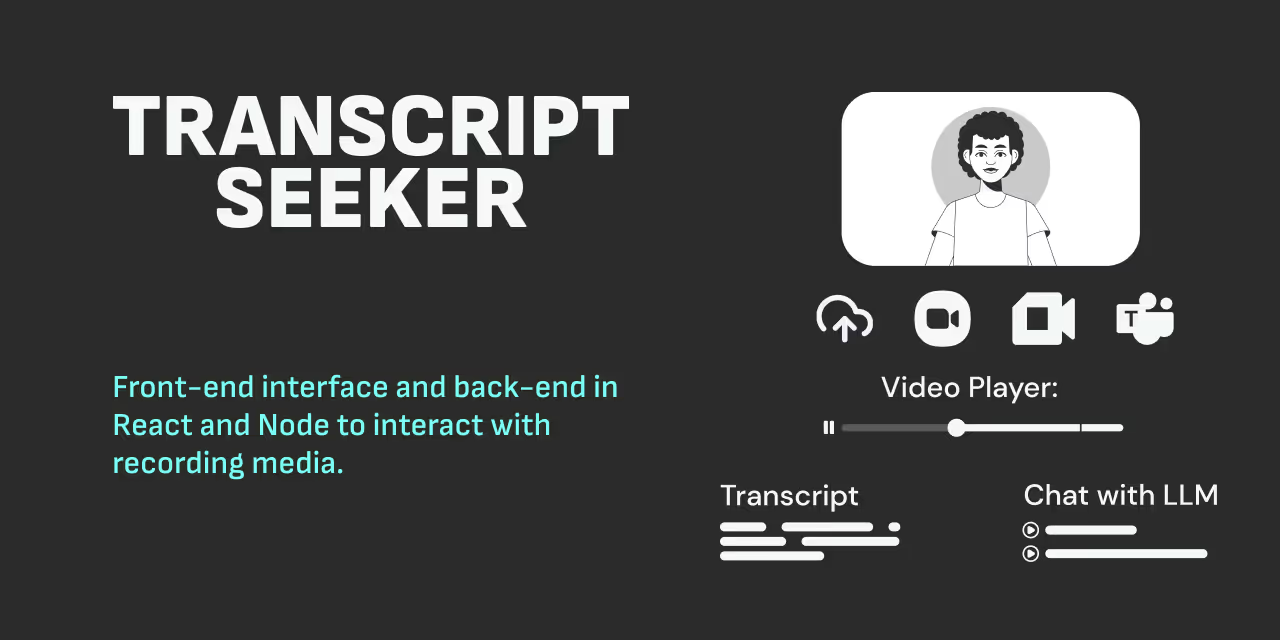 TRANSCRIPT
SEEKER
Front-end interface and back-end in
React and Node to interact with
recording media.
T
Video Player:
Transcript
Chat with LLM